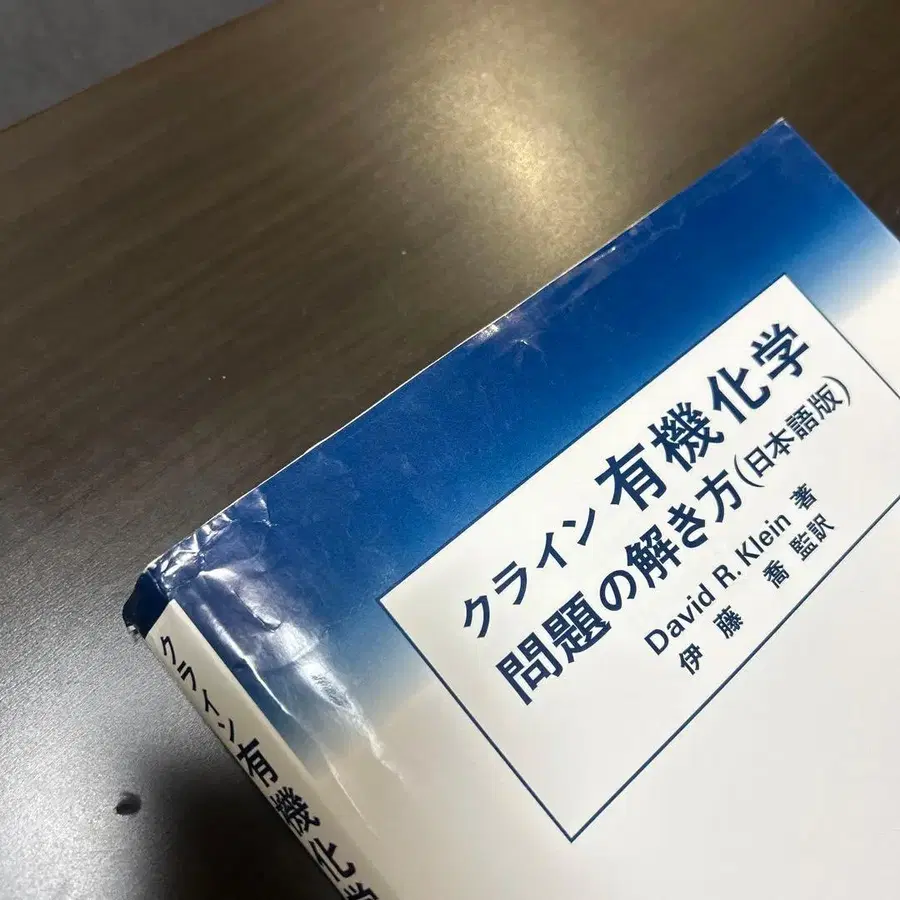 クライン 有機化学
問題の解き方(日本語版)
David R. Klein 著
伊藤 喬 監訳
クライン 有機化学